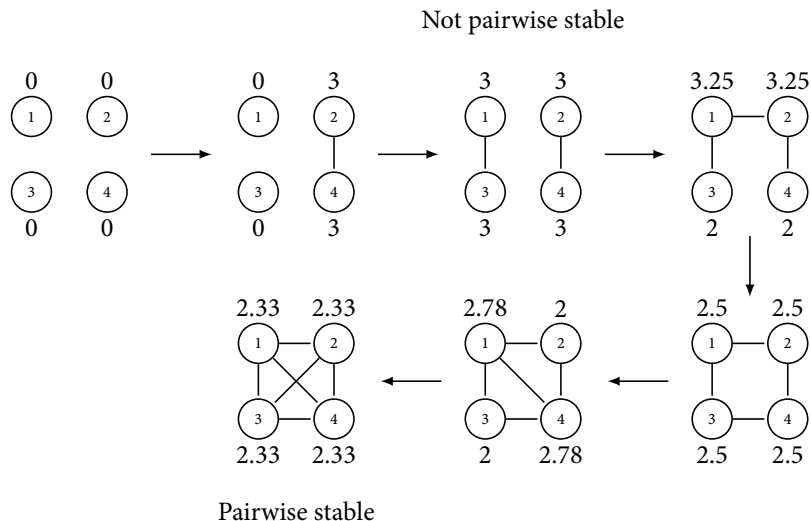 Not pairwise stable
0 0 0 3 3 3 3.25 3.25
1 2 1 2 1 2 1 2
3 4 3 4 3 4 3 4
0 0 0 3 3 3 2 2
2.33 2.33 2.78 2 2.5 2.5
1 2 1 2 1 2
3 4 3 4 3 4
2.33 2.33 2 2.78 2.5 2.5
Pairwise stable